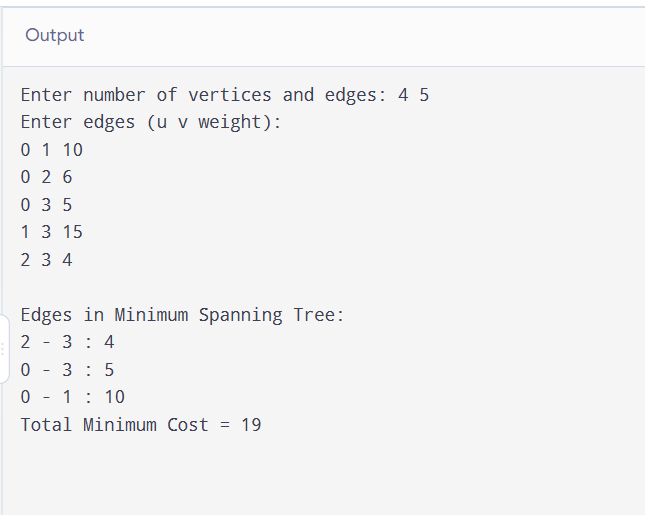 Output
Enter number of vertices and edges: 4 5
Enter edges (u v weight):
0 1 10
0 2 6
0 3 5
1 3 15
2 3 4
Edges in Minimum Spanning Tree:
2 - 3 : 4
0 - 3 : 5
0 - 1 : 10
Total Minimum Cost = 19